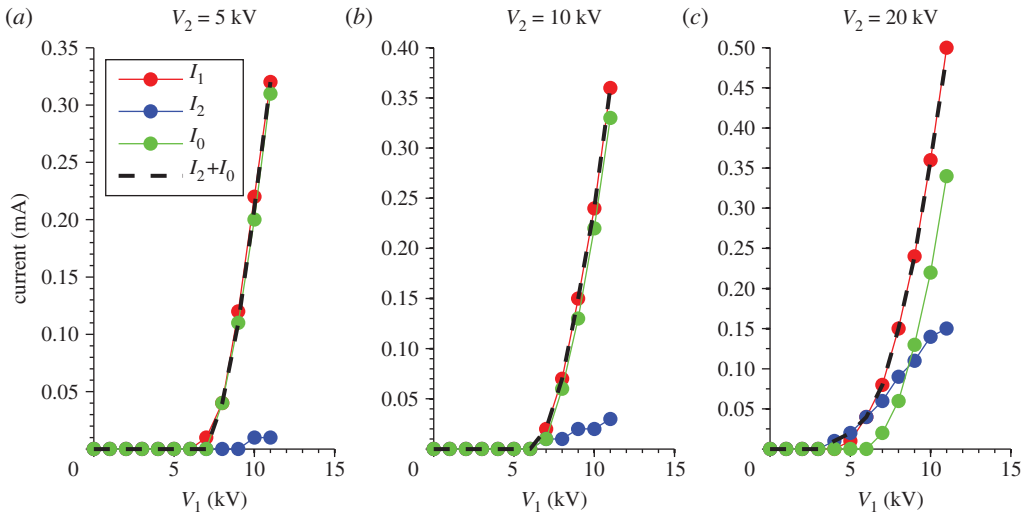 (a) V₂ = 5 kV
0.35
0.30
0.25
0.20
0.15
0.10
0.05
0 5 10 15
V₁ (kV)
current (mA)
I₁
I₂
I₀
I₂+I₀
(b) V₂ = 10 kV
0.40
0.35
0.30
0.25
0.20
0.15
0.10
0.05
0 5 10 15
V₁ (kV)
(c) V₂ = 20 kV
0.50
0.45
0.40
0.35
0.30
0.25
0.20
0.15
0.10
0.05
0 5 10 15
V₁ (kV)